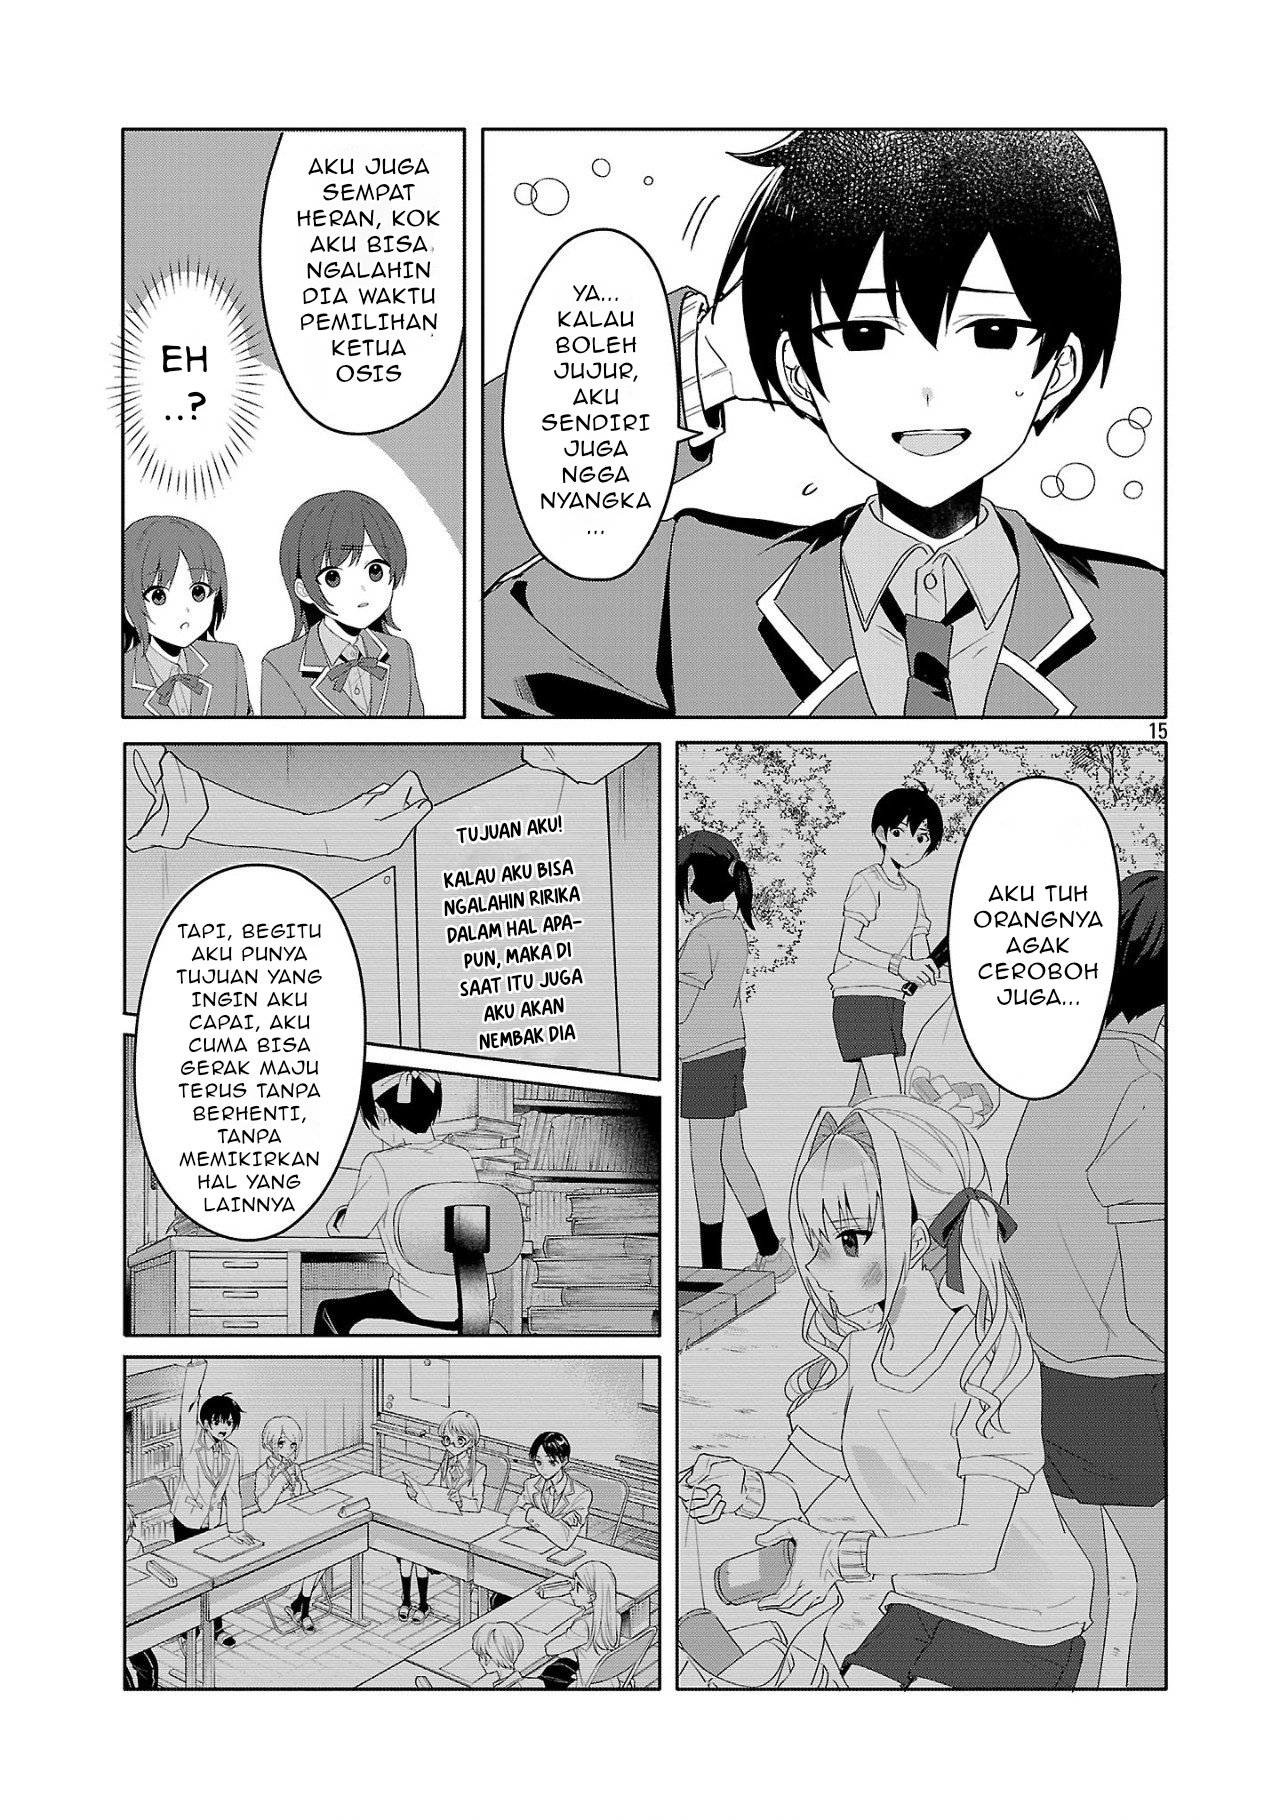 YA...
KALAU
BOLEH
JUJUR,
AKU
SENDIRI
JUGA
NGGA
NYANGKA
...
AKU JUGA
SEMPAT
HERAN, KOK
AKU BISA
NGALAHIN
DIA WAKTU
PEMILIHAN
KETUA
OSIS
EH
..?
15
AKU TUH
ORANGNYA
AGAK
CEROBOH
JUGA...
TUJUAN AKU!
KALAU AKU BISA
NGALAHIN RIRIKA
DALAM HAL APA-
PUN, MAKA DI
SAAT ITU JUGA
AKU AKAN
NEMBAK DIA
TAPI, BEGITU
AKU PUNYA
TUJUAN YANG
INGIN AKU
CAPAI, AKU
CUMA BISA
GERAK MAJU
TERUS TANPA
BERHENTI,
TANPA
MEMIKIRKAN
HAL YANG
LAINNYA